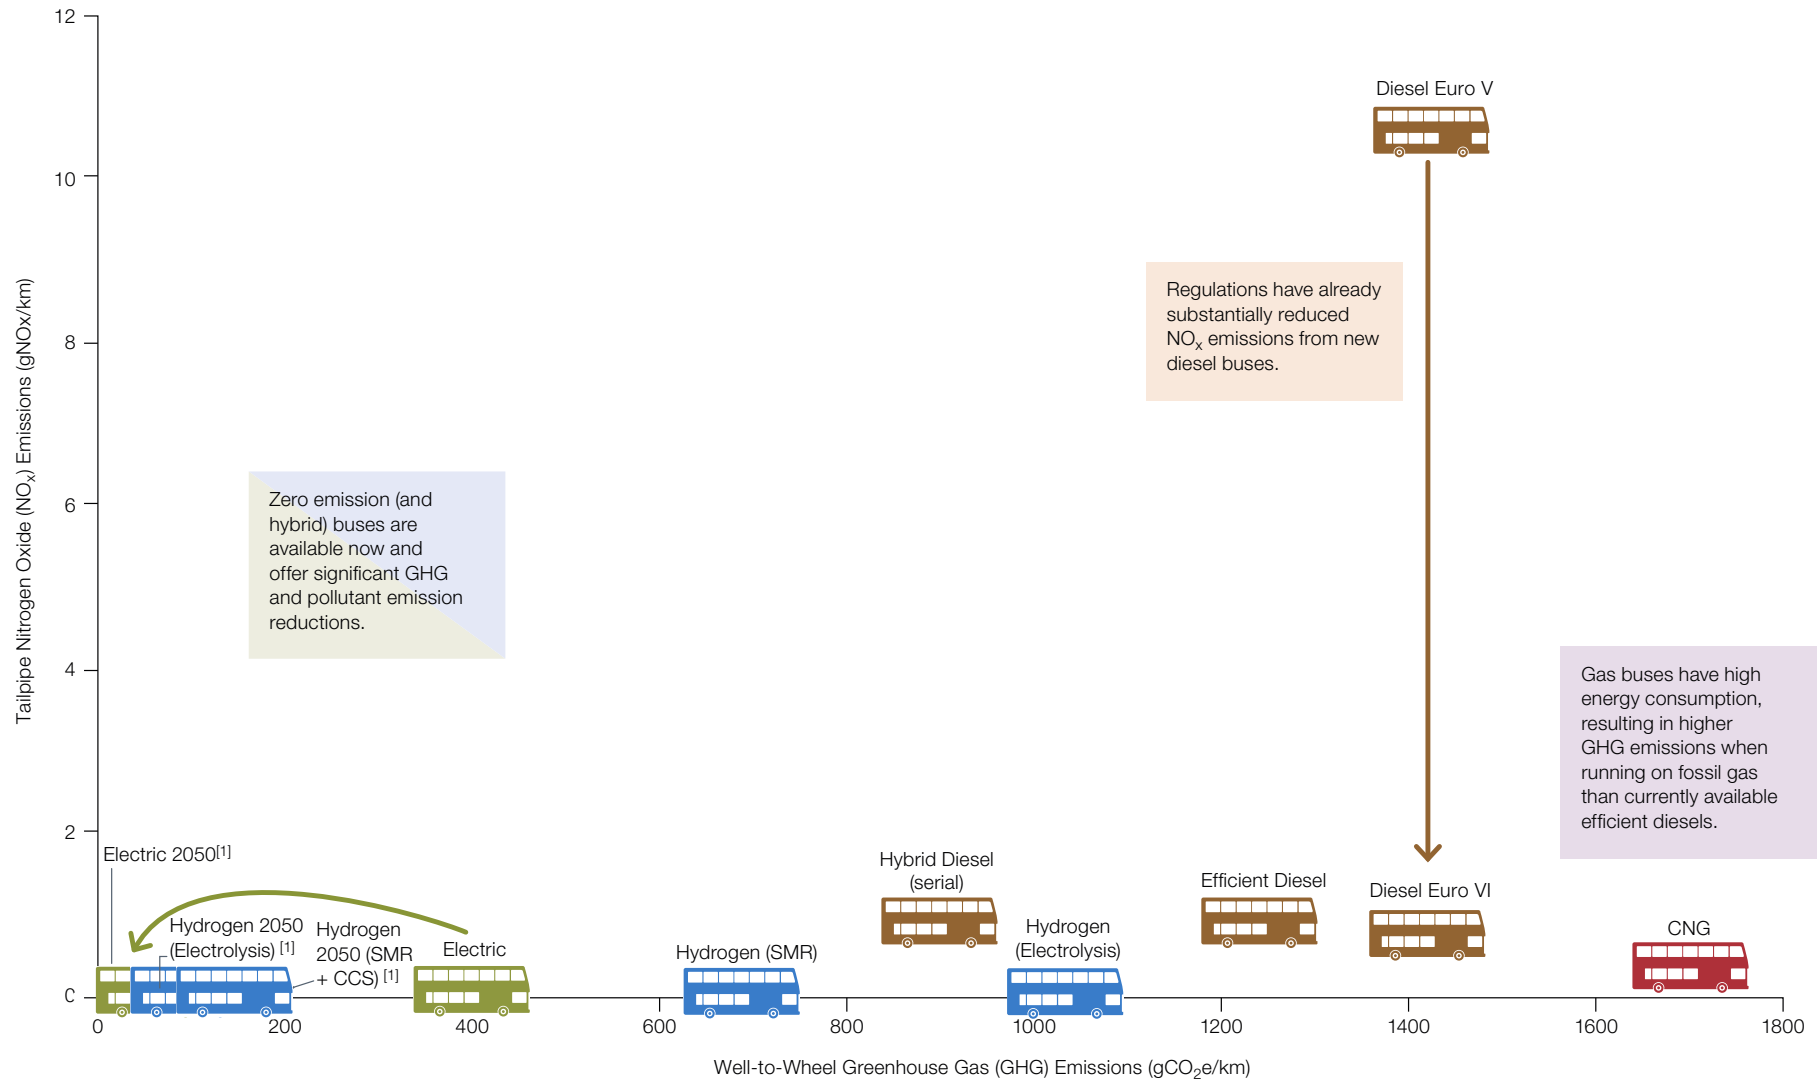 12
10
8
6
4
2
C
Tailpipe Nitrogen Oxide (NOx) Emissions (gNOx/km)
Diesel Euro V
Regulations have already
substantially reduced
NOx emissions from new
diesel buses.
Zero emission (and
hybrid) buses are
available now and
offer significant GHG
and pollutant emission
reductions.
Gas buses have high
energy consumption,
resulting in higher
GHG emissions when
running on fossil gas
than currently available
efficient diesels.
Electric 2050[1]
Hydrogen 2050
(Electrolysis) [1]
Hydrogen
2050 (SMR
+ CCS) [1]
Electric
Hydrogen (SMR)
Hybrid Diesel
(serial)
Hydrogen
(Electrolysis)
Efficient Diesel
Diesel Euro VI
CNG
0
200
400
600
800
1000
1200
1400
1600
1800
Well-to-Wheel Greenhouse Gas (GHG) Emissions (gCO2e/km)